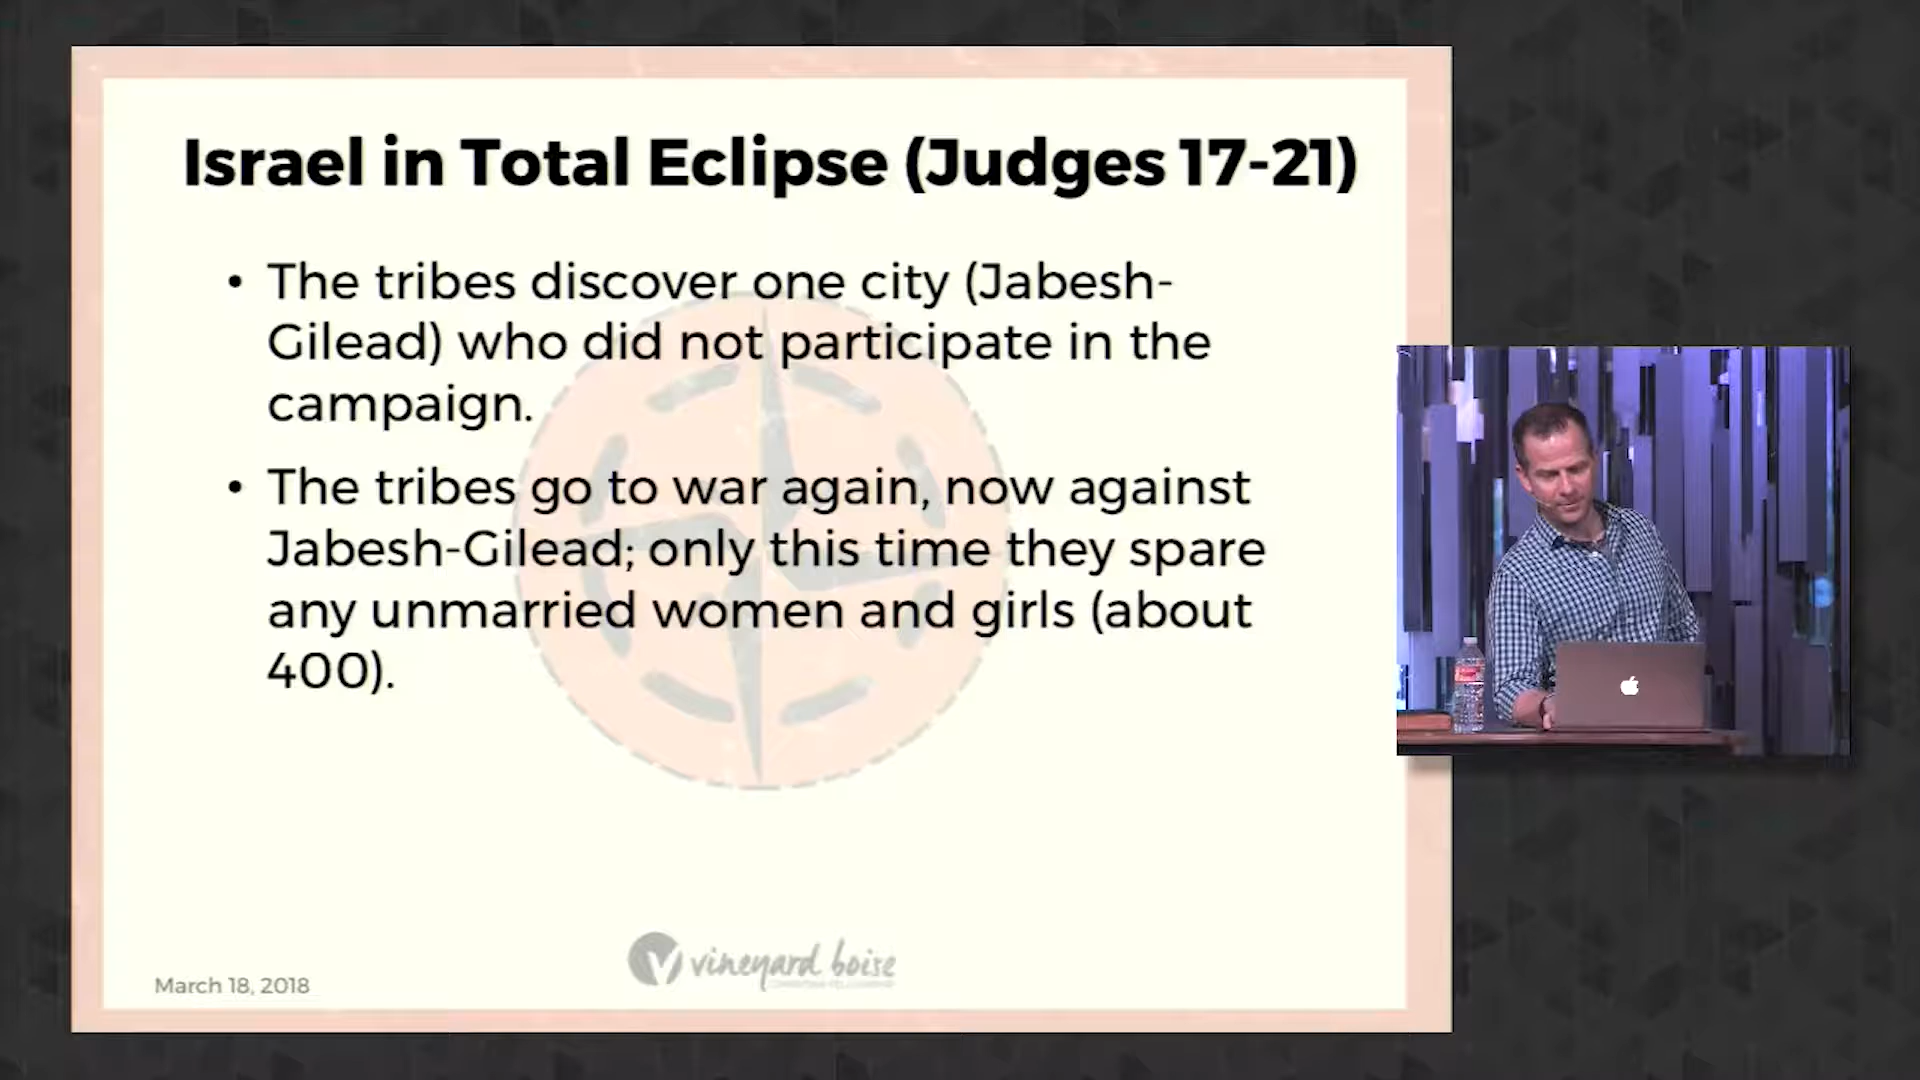 Israel in Total Eclipse (Judges 17-21)
• The tribes discover one city (Jabesh-
Gilead) who did not participate in the
campaign.
• The tribes go to war again, now against
Jabesh-Gilead; only this time they spare
any unmarried women and girls (about
400).
vineyard boise
March 18, 2018